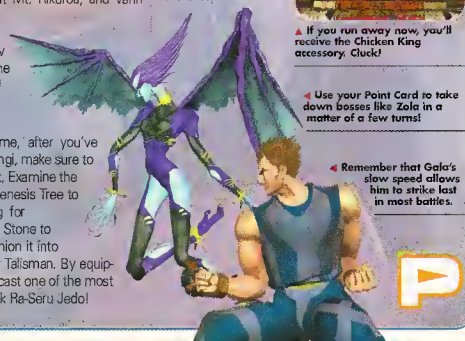 at Mt. Rikuroa, and Vahn
me, after you've
ngi, make sure to
t, Examine the
enesis Tree to
g for
Stone to
nion it into
r Talisman. By equip-
cast one of the most
k Ra-Seru Jedo!
▲ If you run away now, you'll
receive the Chicken King
accessory. Cluck!
◄ Use your Point Card to take
down bosses like Zola in a
matter of a few turns!
◄ Remember that Gala's
slow speed allows
him to strike last
in most battles.
P